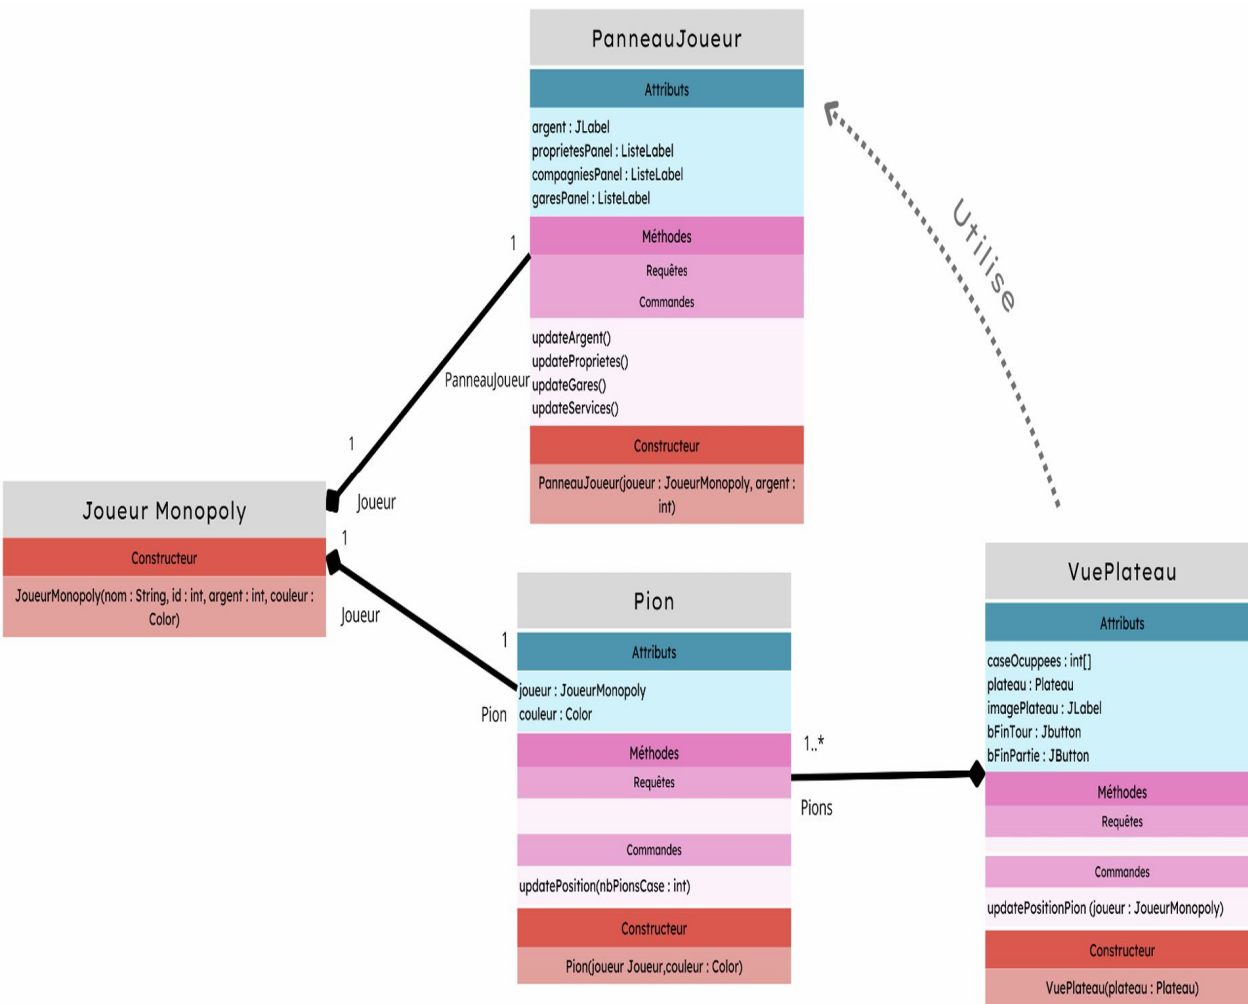 PanneauJoueur
Attributs
argent : JLabel
proprietesPanel : ListeLabel
compagniesPanel : ListeLabel
garesPanel : ListeLabel
Méthodes
Requêtes
Commandes
updateArgent()
updateProprietes()
updateGares()
updateServices()
Constructeur
PanneauJoueur(joueur : JoueurMonopoly, argent :
int)
Utilise
1
PanneauJoueur
1
Joueur
Joueur Monopoly
Constructeur
JoueurMonopoly(nom : String, id : int, argent : int, couleur :
Color)
1
Joueur
1
Pion
Pion
Attributs
joueur : JoueurMonopoly
couleur : Color
Méthodes
Requêtes
Commandes
updatePosition(nbPionsCase : int)
Constructeur
Pion(joueur Joueur,couleur : Color)
1..*
Pions
VuePlateau
Attributs
caseOcuppees : int[]
plateau : Plateau
imagePlateau : JLabel
bFinTour : Jbutton
bFinPartie : JButton
Méthodes
Requêtes
Commandes
updatePositionPion (joueur : JoueurMonopoly)
Constructeur
VuePlateau(plateau : Plateau)